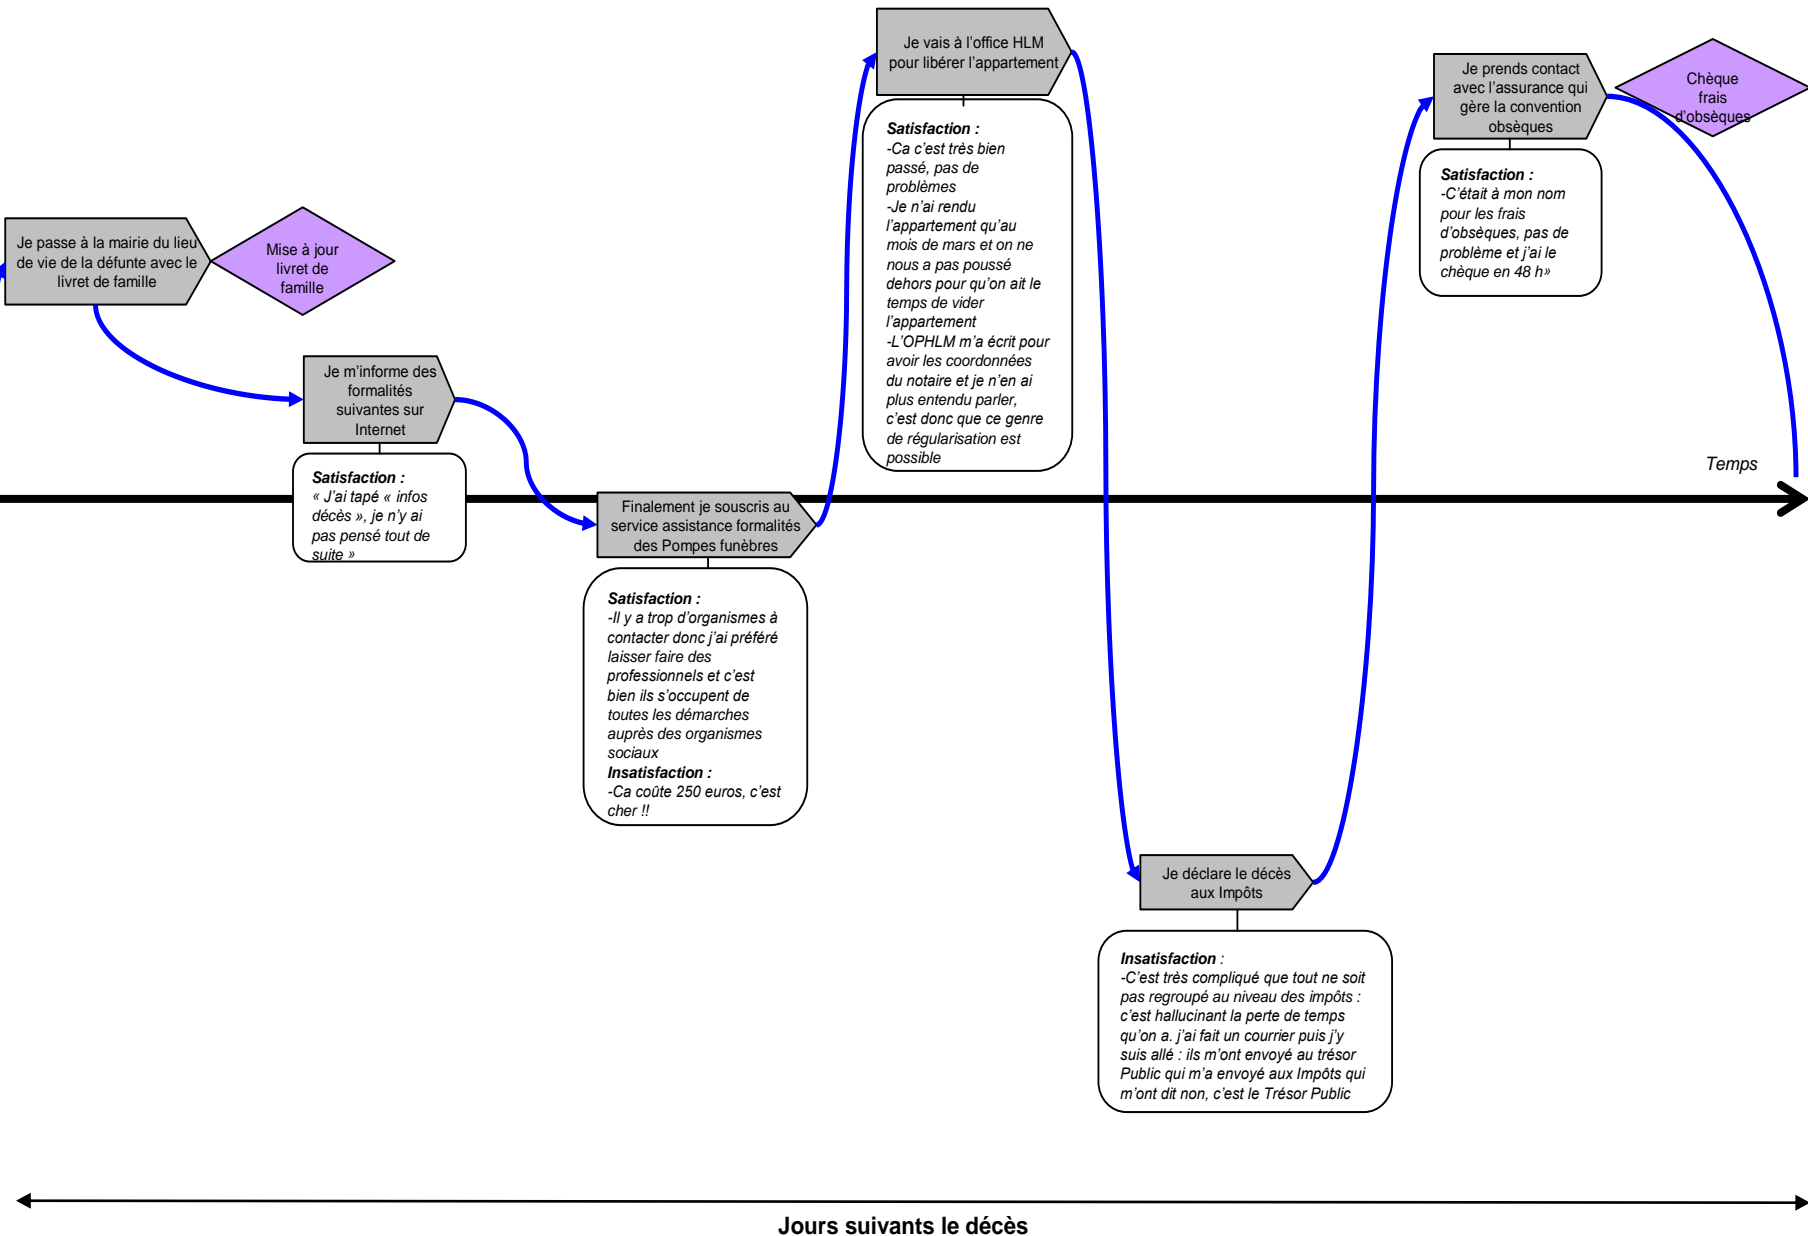 Je passe à la mairie du lieu
de vie de la défunte avec le
livret de famille
Mise à jour
livret de
famille
Je m'informe des
formalités
suivantes sur
Internet
Satisfaction :
« J'ai tapé « infos
décès », je n'y ai
pas pensé tout de
suite »
Finalement je souscris au
service assistance formalités
des Pompes funèbres
Satisfaction :
-Il y a trop d'organismes à
contacter donc j'ai préféré
laisser faire des
professionnels et c'est
bien ils s'occupent de
toutes les démarches
auprès des organismes
sociaux
Insatisfaction :
-Ca coûte 250 euros, c'est
cher !!
Je vais à l'office HLM
pour libérer l'appartement
Satisfaction :
-Ca c'est très bien
passé, pas de
problèmes
-Je n'ai rendu
l'appartement qu'au
mois de mars et on ne
nous a pas poussé
dehors pour qu'on ait le
temps de vider
l'appartement
-L'OPHLM m'a écrit pour
avoir les coordonnées
du notaire et je n'en ai
plus entendu parler,
c'est donc que ce genre
de régularisation est
possible
Je déclare le décès
aux Impôts
Insatisfaction :
-C'est très compliqué que tout ne soit
pas regroupé au niveau des impôts :
c'est hallucinant la perte de temps
qu'on a. j'ai fait un courrier puis j'y
suis allé : ils m'ont envoyé au trésor
Public qui m'a envoyé aux Impôts qui
m'ont dit non, c'est le Trésor Public
Je prends contact
avec l'assurance qui
gère la convention
obsèques
Chèque
frais
d'obsèques
Satisfaction :
-C'était à mon nom
pour les frais
d'obsèques, pas de
problème et j'ai le
chèque en 48 h»
Temps
Jours suivants le décès